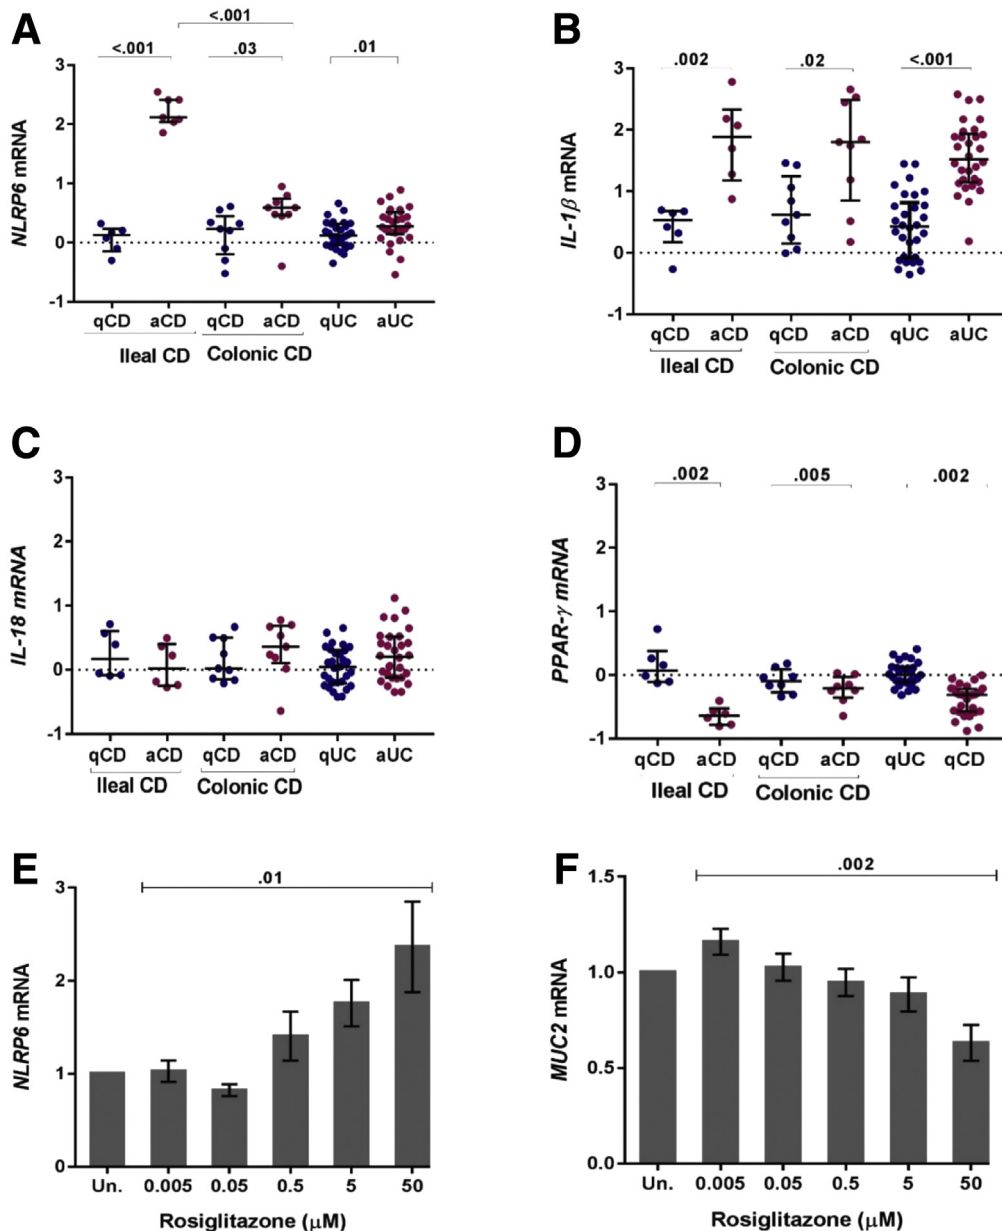 A
<.001
<.001
.03
.01
NLRP6 mRNA
3
2
1
0
-1
qCD aCD qCD aCD qUC aUC
Ileal CD Colonic CD
B
.002
.02
<.001
IL-1β mRNA
3
2
1
0
-1
qCD aCD qCD aCD qUC aUC
Ileal CD Colonic CD
C
IL-18 mRNA
3
2
1
0
-1
qCD aCD qCD aCD qUC aUC
Ileal CD Colonic CD
D
.002
.005
.002
PPAR-γ mRNA
3
2
1
0
-1
qCD aCD qCD aCD qUC qCD
Ileal CD Colonic CD
E
.01
NLRP6 mRNA
3
2
1
0
Un. 0.005 0.05 0.5 5 50
Rosiglitazone (μM)
F
.002
MUC2 mRNA
1.5
1.0
0.5
0.0
Un. 0.005 0.05 0.5 5 50
Rosiglitazone (μM)